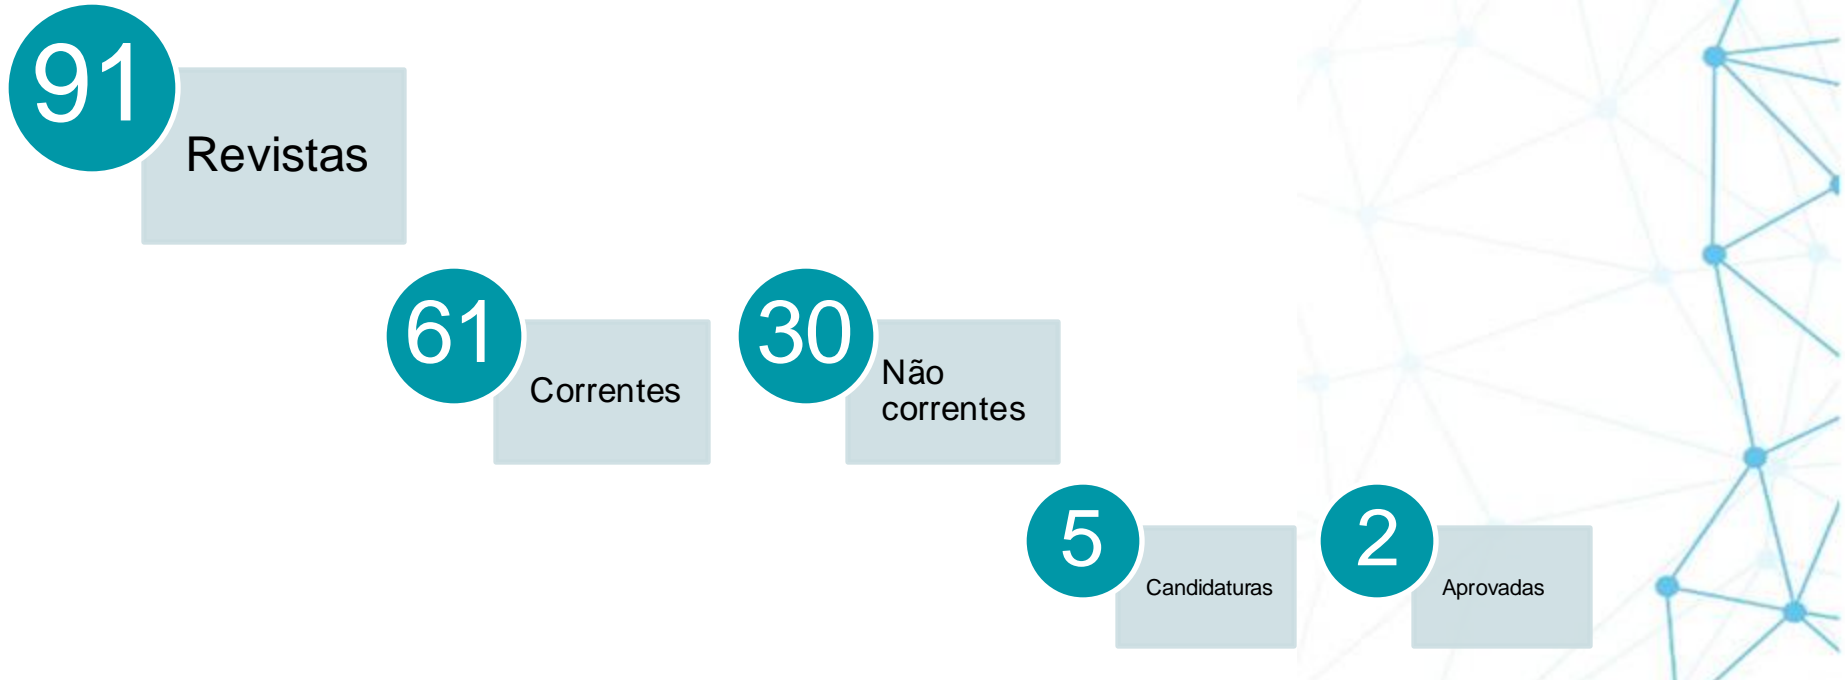 91
Revistas
61
Correntes
30
Não
correntes
5
Candidaturas
2
Aprovadas